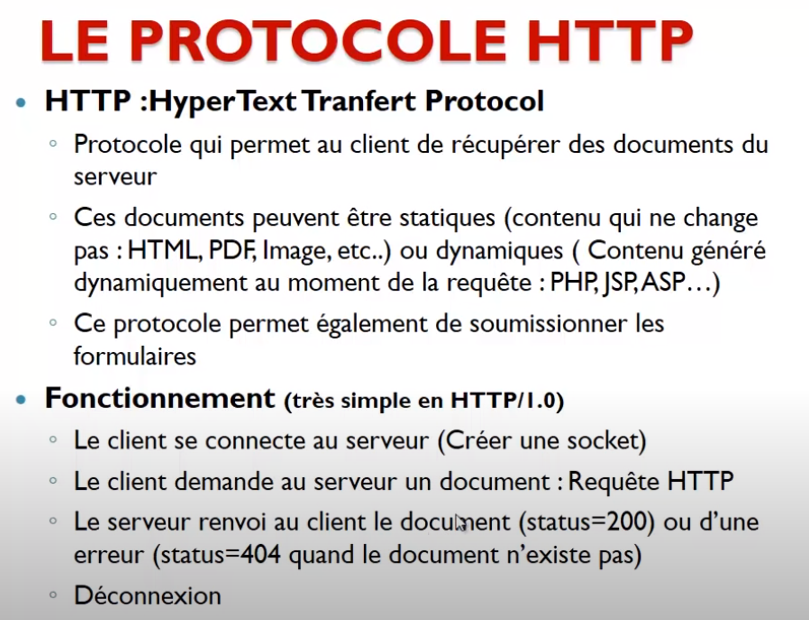 LE PROTOCOLE HTTP
• HTTP :HyperText Tranfert Protocol
◦ Protocole qui permet au client de récupérer des documents du
serveur
◦ Ces documents peuvent être statiques (contenu qui ne change
pas : HTML, PDF, Image, etc..) ou dynamiques ( Contenu généré
dynamiquement au moment de la requête : PHP, JSP, ASP…)
◦ Ce protocole permet également de soumissionner les
formulaires
• Fonctionnement (très simple en HTTP/1.0)
◦ Le client se connecte au serveur (Créer une socket)
◦ Le client demande au serveur un document : Requête HTTP
◦ Le serveur renvoi au client le document (status=200) ou d'une
erreur (status=404 quand le document n'existe pas)
◦ Déconnexion